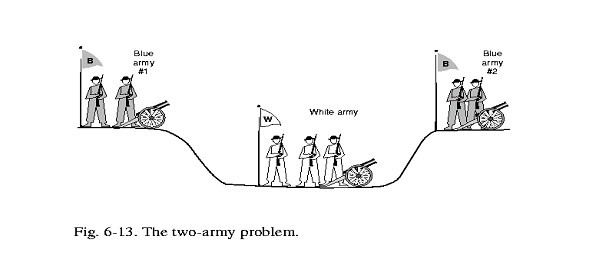 B
Blue
army
#1
W
White army
B
Blue
army
#2
Fig. 6-13. The two-army problem.